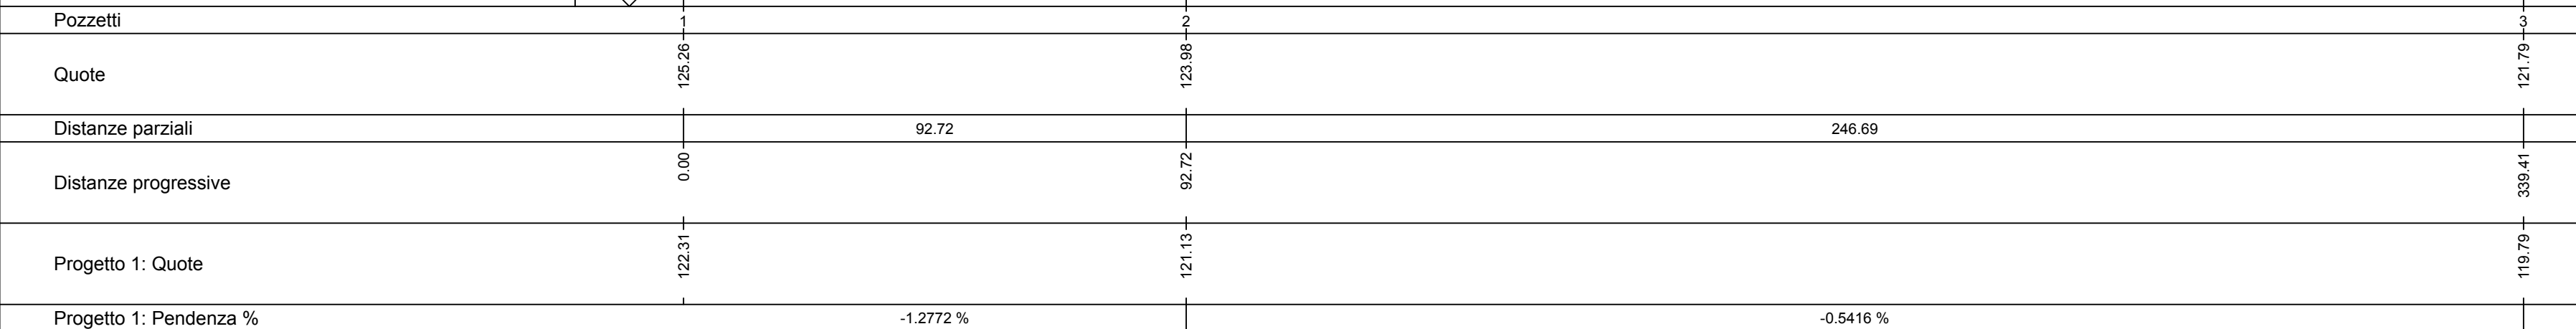 Pozzetti 1 2 3
Quote 125.26 123.98 121.79
Distanze parziali 92.72 246.69
Distanze progressive 0.00 92.72 339.41
Progetto 1: Quote 122.31 121.13 119.79
Progetto 1: Pendenza % -1.2772 % -0.5416 %